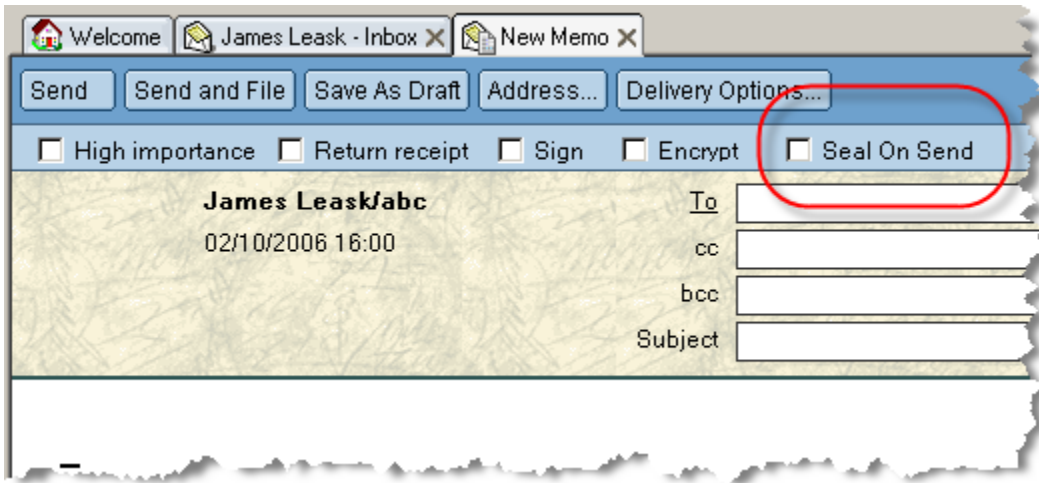 Welcome James Leask - Inbox New Memo
Send Send and File Save As Draft Address... Delivery Options...
High importance Return receipt Sign Encrypt Seal On Send
James Leask/abc To
02/10/2006 16:00 cc
bcc
Subject